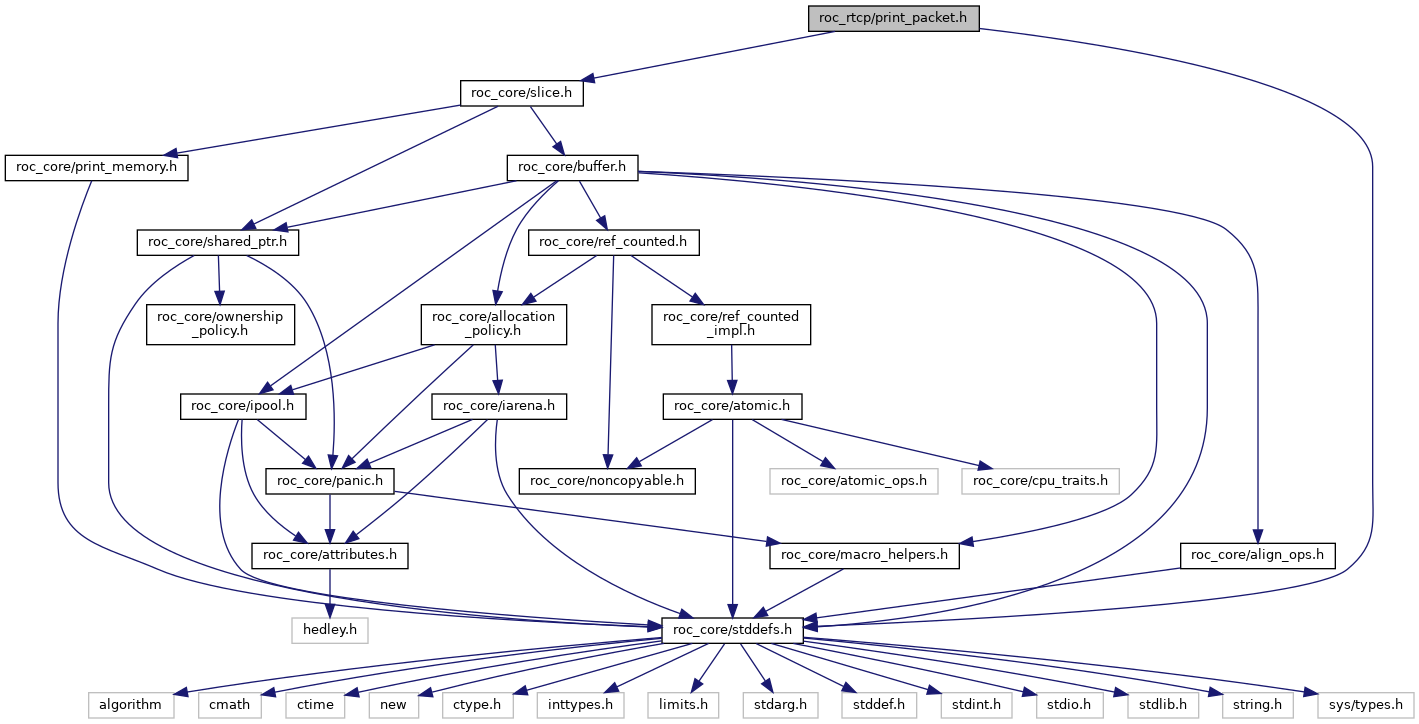 roc_rtcp/print_packet.h
roc_core/slice.h
roc_core/print_memory.h
roc_core/buffer.h
roc_core/shared_ptr.h
roc_core/ref_counted.h
roc_core/ownership
_policy.h
roc_core/allocation
_policy.h
roc_core/ref_counted
_impl.h
roc_core/ipool.h
roc_core/iarena.h
roc_core/atomic.h
roc_core/panic.h
roc_core/noncopyable.h
roc_core/atomic_ops.h
roc_core/cpu_traits.h
roc_core/attributes.h
roc_core/macro_helpers.h
roc_core/align_ops.h
hedley.h
roc_core/stddefs.h
algorithm
cmath
ctime
new
ctype.h
inttypes.h
limits.h
stdarg.h
stddef.h
stdint.h
stdio.h
stdlib.h
string.h
sys/types.h